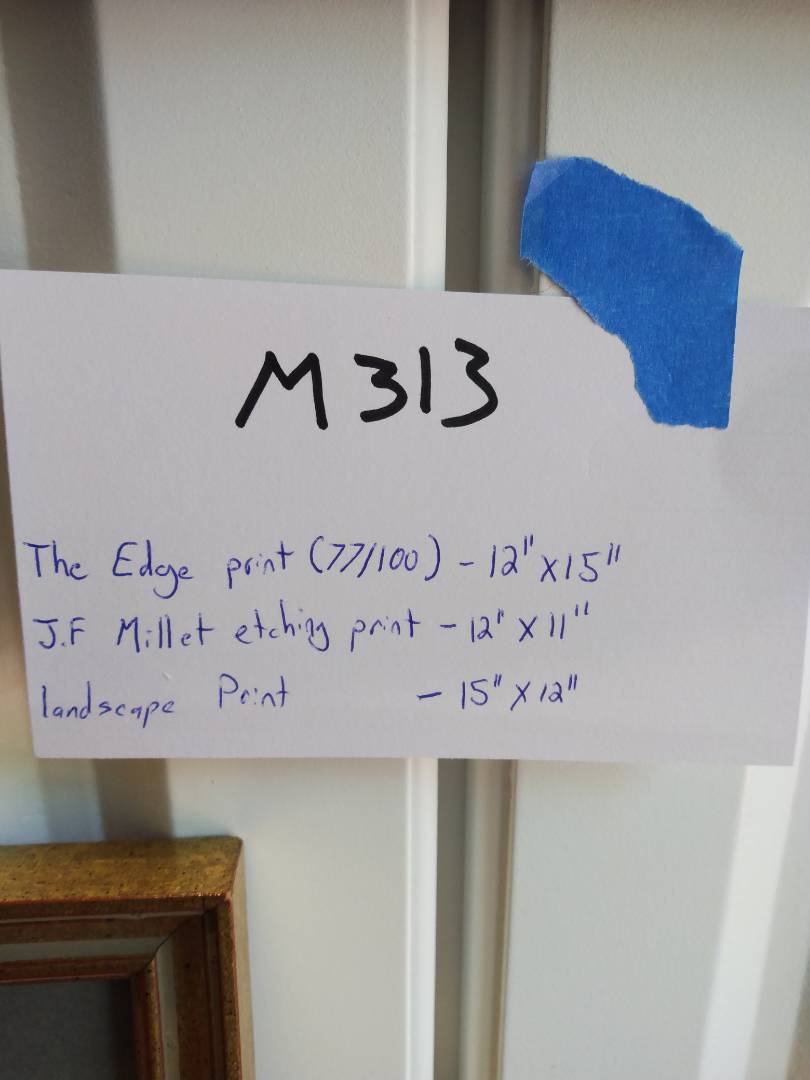 M313
The Edge print (77/100) - 12" x 15"
J.F Millet etching print - 12" x 11"
landscape Print - 15" x 12"